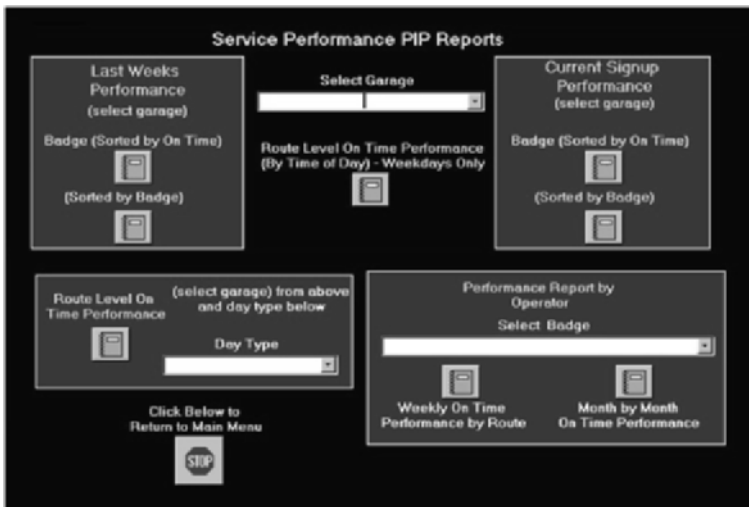 Service Performance PIP Reports
Last Weeks
Performance
(select garage)
Badge (Sorted by On Time)
(Sorted by Badge)
Select Garage
Route Level On Time Performance
(By Time of Day) - Weekdays Only
Current Signup
Performance
(select garage)
Badge (Sorted by On Time)
(Sorted by Badge)
Route Level On
Time Performance
(select garage) from above
and day type below
Day Type
Performance Report by
Operator
Select Badge
Weekly On Time
Performance by Route
Month by Month
On Time Performance
Click Below to
Return to Main Menu
STOP